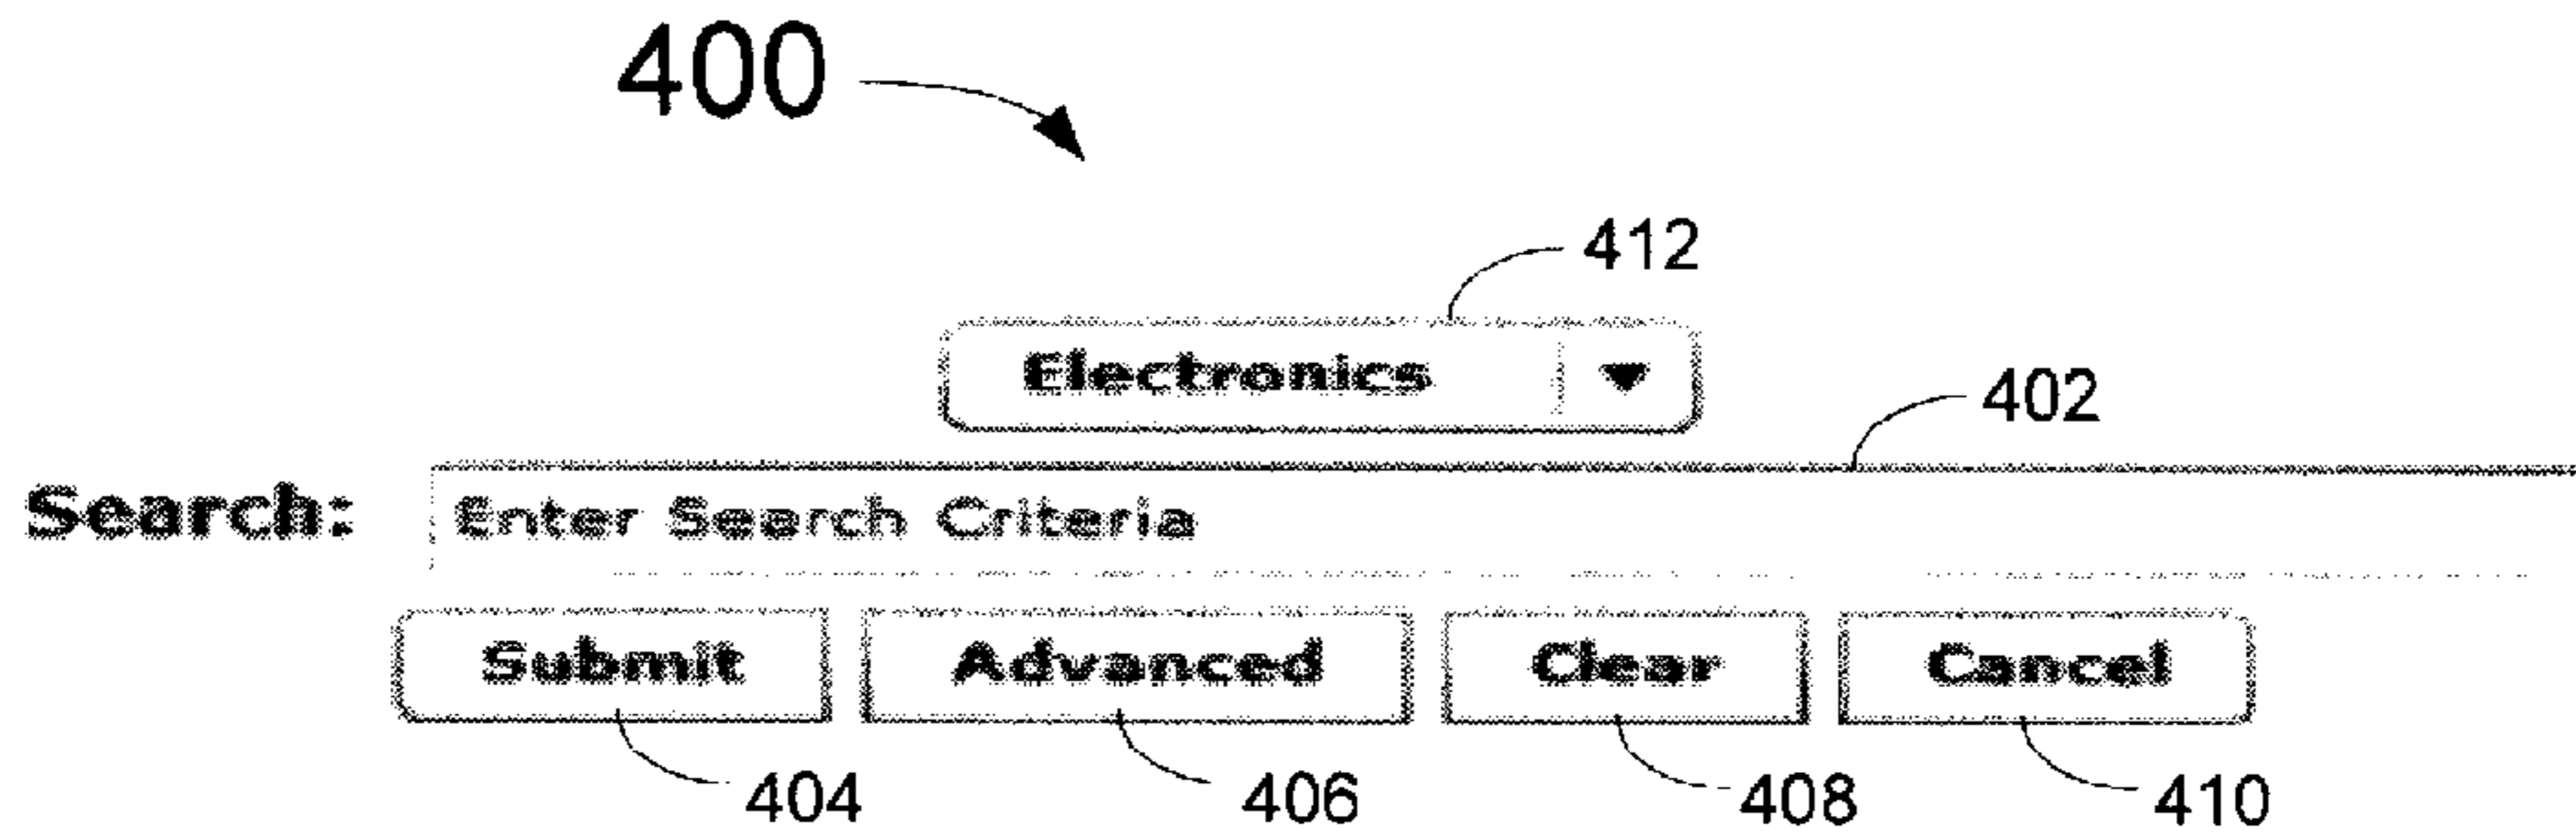 400
412
Electronics
402
Search: Enter Search Criteria
Submit Advanced Clear Cancel
404 406 408 410